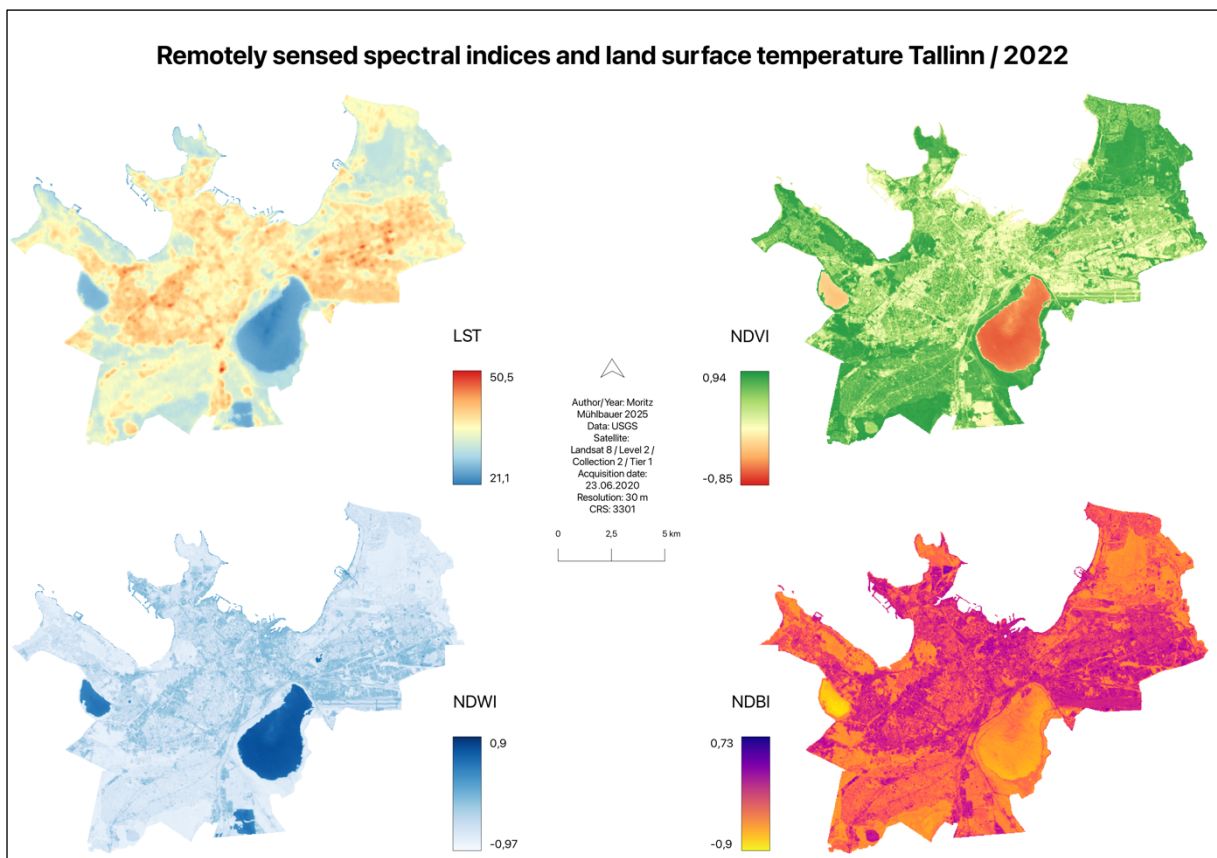 Remotely sensed spectral indices and land surface temperature Tallinn / 2022
LST
50,5
21,1
NDVI
0,94
-0,85
Author/Year: Moritz
Mühlbauer 2025
Data: USGS
Satellite:
Landsat 8 / Level 2 /
Collection 2 / Tier 1
Acquisition date:
23.06.2020
Resolution: 30 m
CRS: 3301
0 2,5 5 km
NDWI
0,9
-0,97
NDBI
0,73
-0,9